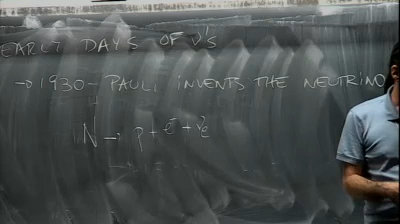 EARLY DAYS OF ν's
→ 1930 - PAULI INVENTS THE NEUTRINO
N → p + e⁻ + ν̄e